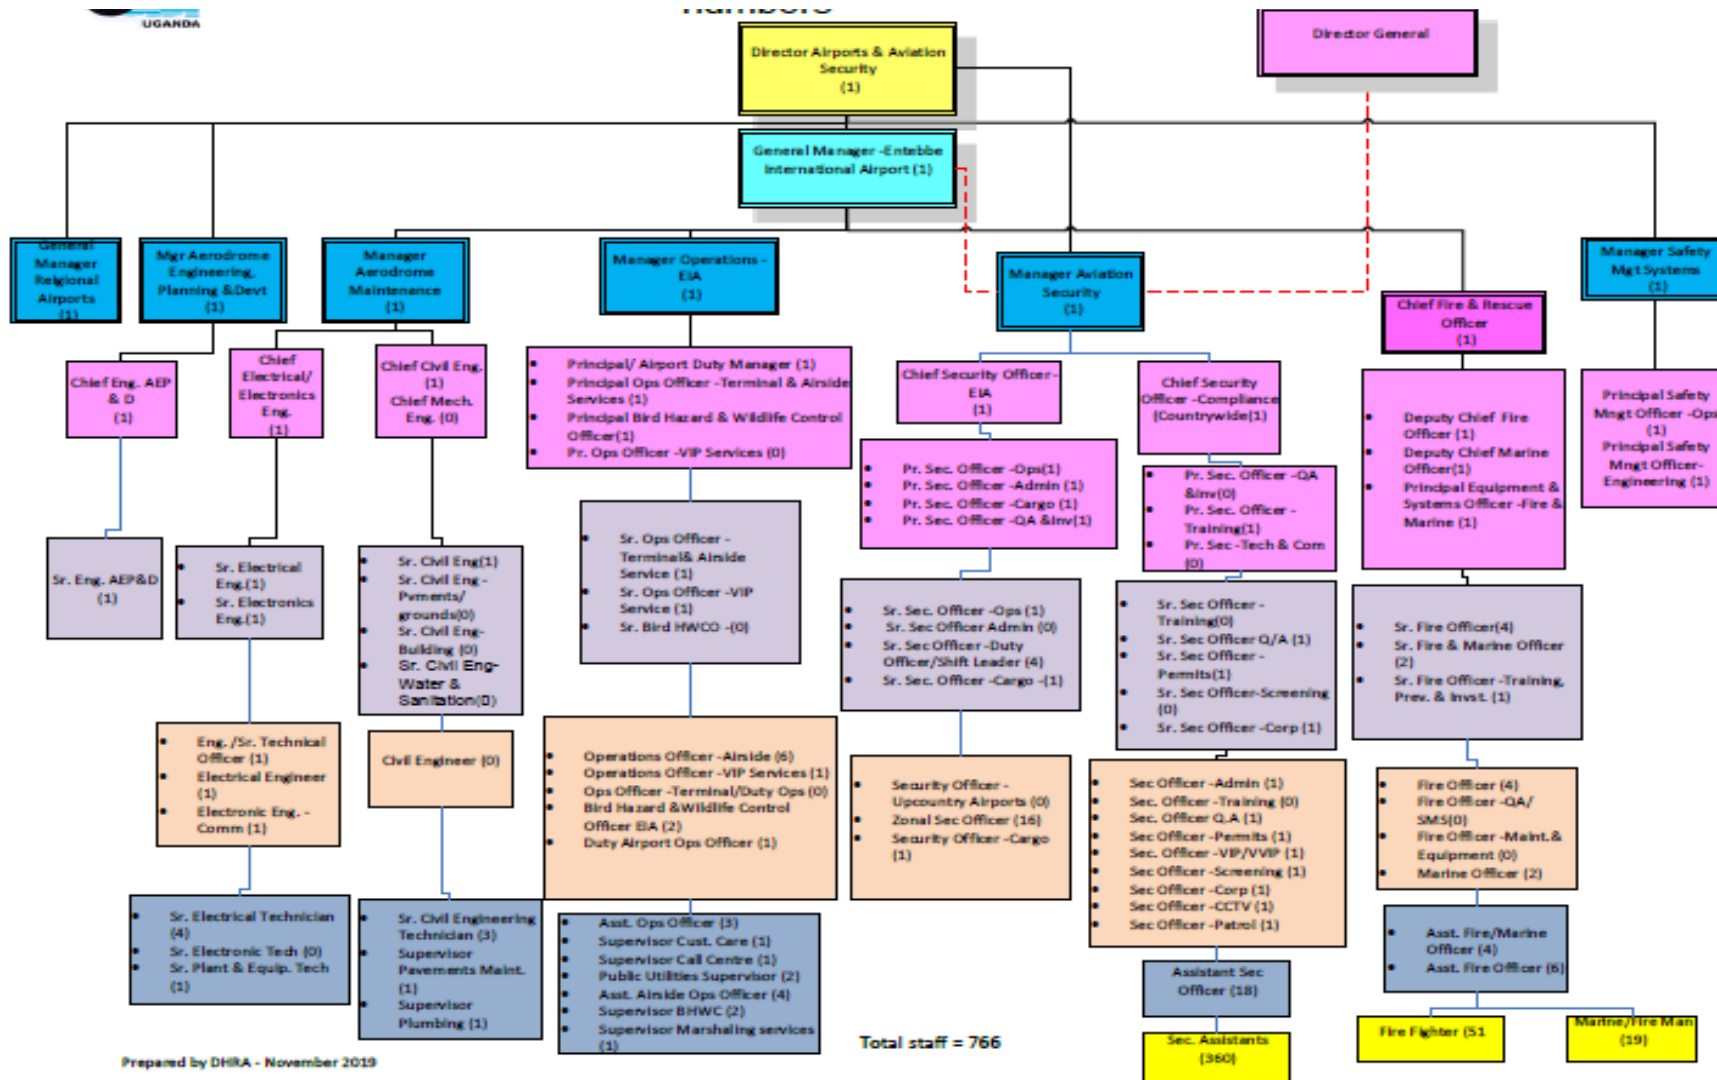 UGANDA
numbers
Director Airports & Aviation
Security
(1)
Director General
General Manager -Entebbe
International Airport (1)
General
Manager
Reigional
Airports
(1)
Mgr Aerodrome
Engineering,
Planning &Devt
(1)
Manager
Aerodrome
Maintenance
(1)
Manager Operations -
EIA
(1)
Manager Aviation
Security
(1)
Chief Fire & Rescue
Officer
(1)
Manager Safety
Mgt Systems
(1)
Chief Eng. AEP
& D
(1)
Chief
Electrical/
Electronics
Eng.
(1)
Chief Civil Eng.
(1)
Chief Mech.
Eng. (0)
• Principal/ Airport Duty Manager (1)
• Principal Ops Officer -Terminal & Airside
Services (1)
• Principal Bird Hazard & Wildlife Control
Officer(1)
• Pr. Ops Officer -VIP Services (0)
Chief Security Officer-
EIA
(1)
Chief Security
Officer -Compliance
(Countrywide(1)
• Deputy Chief Fire
Officer (1)
• Deputy Chief Marine
Officer(1)
• Principal Equipment &
Systems Officer -Fire &
Marine (1)
Principal Safety
Mngt Officer -Ops
(1)
Principal Safety
Mngt Officer-
Engineering (1)
• Pr. Sec. Officer -Ops(1)
• Pr. Sec. Officer -Admin (1)
• Pr. Sec. Officer -Cargo (1)
• Pr. Sec. Officer -QA &Inv(1)
• Pr. Sec. Officer -QA
&Inv(0)
• Pr. Sec. Officer -
Training(1)
• Pr. Sec -Tech & Com
(0)
Sr. Eng. AEP&D
(1)
• Sr. Electrical
Eng.(1)
• Sr. Electronics
Eng.(1)
• Sr. Civil Eng(1)
• Sr. Civil Eng -
Pvments/
grounds(0)
• Sr. Civil Eng-
Building (0)
• Sr. Civil Eng-
Water &
Sanitation(0)
• Sr. Ops Officer -
Terminal& Airside
Service (1)
• Sr. Ops Officer -VIP
Service (1)
• Sr. Bird HWCO -(0)
• Sr. Sec. Officer -Ops (1)
• Sr. Sec Officer Admin (0)
• Sr. Sec Officer -Duty
Officer/Shift Leader (4)
• Sr. Sec. Officer -Cargo -(1)
• Sr. Sec Officer -
Training(0)
• Sr. Sec Officer Q/A (1)
• Sr. Sec Officer -
Permits(1)
• Sr. Sec Officer-Screening
(0)
• Sr. Sec Officer -Corp (1)
• Sr. Fire Officer(4)
• Sr. Fire & Marine Officer
(2)
• Sr. Fire Officer -Training,
Prev. & Invst. (1)
• Eng. /Sr. Technical
Officer (1)
• Electrical Engineer
(1)
• Electronic Eng. -
Comm (1)
Civil Engineer (0)
• Operations Officer -Airside (6)
• Operations Officer -VIP Services (1)
• Ops Officer -Terminal/Duty Ops (0)
• Bird Hazard &Wildlife Control
Officer EIA (2)
• Duty Airport Ops Officer (1)
• Security Officer -
Upcountry Airports (0)
• Zonal Sec Officer (16)
• Security Officer -Cargo
(1)
• Sec Officer -Admin (1)
• Sec. Officer -Training (0)
• Sec. Officer Q.A (1)
• Sec Officer -Permits (1)
• Sec. Officer -VIP/VVIP (1)
• Sec Officer -Screening (1)
• Sec Officer -Corp (1)
• Sec Officer -CCTV (1)
• Sec Officer -Patrol (1)
• Fire Officer (4)
• Fire Officer -QA/
SMS(0)
• Fire Officer -Maint.&
Equipment (0)
• Marine Officer (2)
• Sr. Electrical Technician
(4)
• Sr. Electronic Tech (0)
• Sr. Plant & Equip. Tech
(1)
• Sr. Civil Engineering
Technician (3)
• Supervisor
Pavements Maint.
(1)
• Supervisor
Plumbing (1)
• Asst. Ops Officer (3)
• Supervisor Cust. Care (1)
• Supervisor Call Centre (1)
• Public Utilities Supervisor (2)
• Asst. Airside Ops Officer (4)
• Supervisor BHWC (2)
• Supervisor Marshaling services
(1)
Assistant Sec
Officer (18)
• Asst. Fire/Marine
Officer (4)
• Asst. Fire Officer (6)
Sec. Assistants
(360)
Fire Fighter (51
Marine/Fire Man
(19)
Total staff = 766
Prepared by DHRA - November 2019